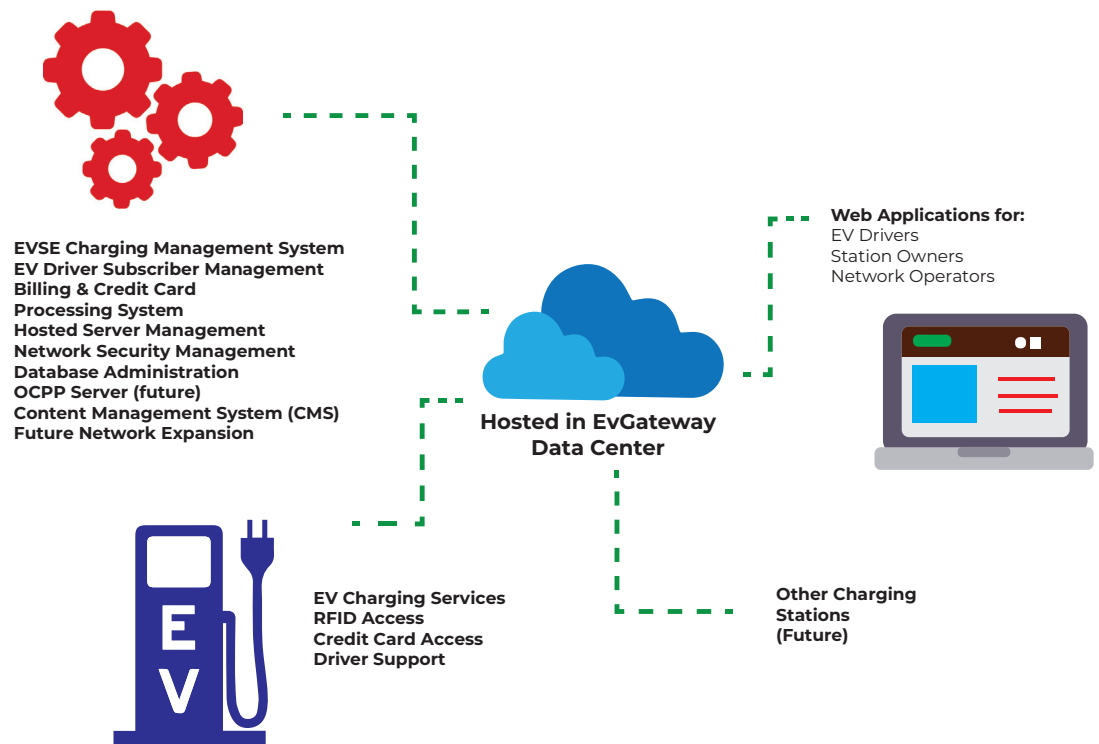 EVSE Charging Management System
EV Driver Subscriber Management
Billing & Credit Card
Processing System
Hosted Server Management
Network Security Management
Database Administration
OCPP Server (future)
Content Management System (CMS)
Future Network Expansion
Web Applications for:
EV Drivers
Station Owners
Network Operators
Hosted in EvGateway
Data Center
E
V
EV Charging Services
RFID Access
Credit Card Access
Driver Support
Other Charging
Stations
(Future)